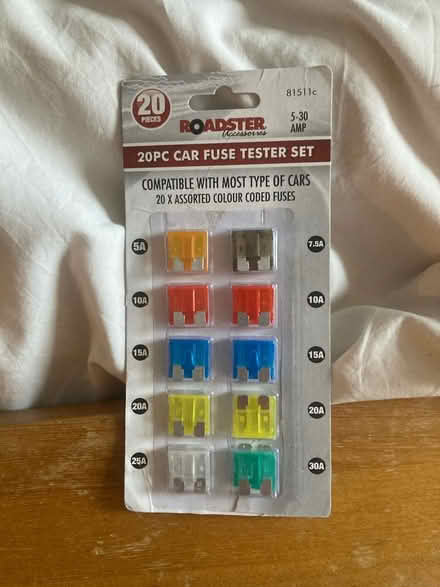 20
PIECES
81511c
ROADSTER
Accessories
5-30
AMP
20PC CAR FUSE TESTER SET
COMPATIBLE WITH MOST TYPE OF CARS
20 X ASSORTED COLOUR CODED FUSES
5A 7.5A
10A 10A
15A 15A
20A 20A
25A 30A